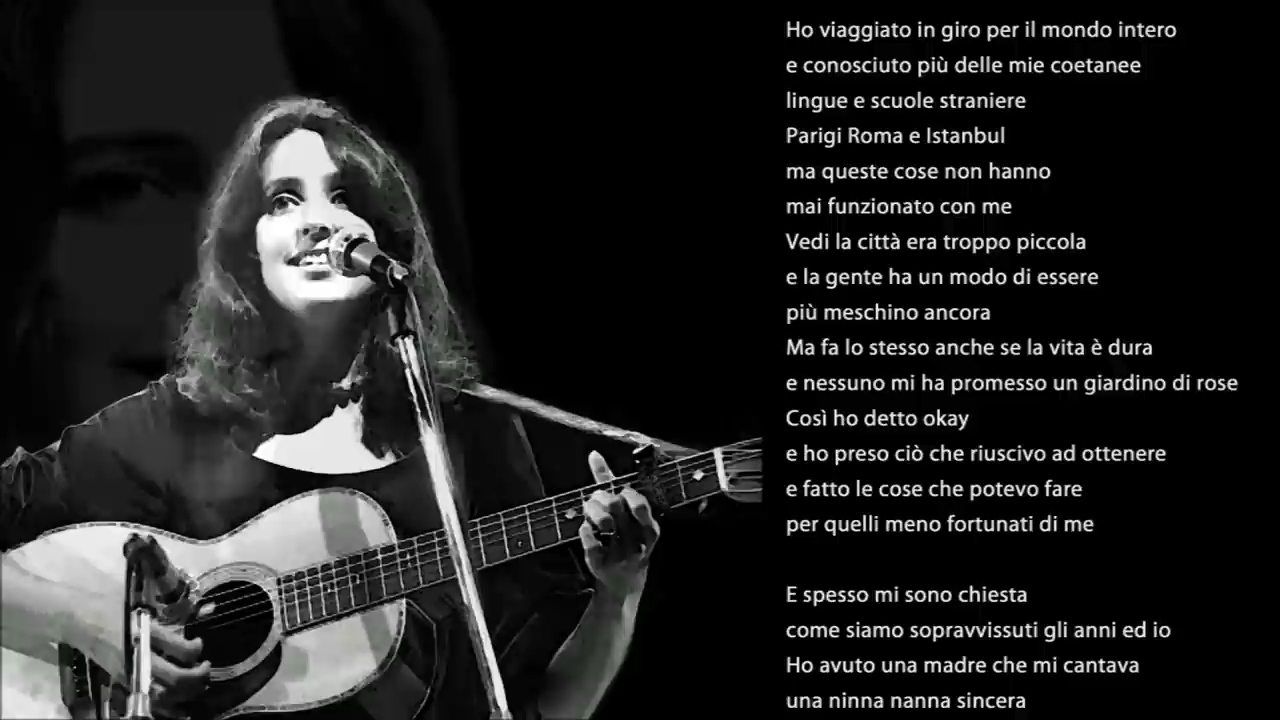 Ho viaggiato in giro per il mondo intero
e conosciuto più delle mie coetanee
lingue e scuole straniere
Parigi Roma e Istanbul
ma queste cose non hanno
mai funzionato con me
Vedi la città era troppo piccola
e la gente ha un modo di essere
più meschino ancora
Ma fa lo stesso anche se la vita è dura
e nessuno mi ha promesso un giardino di rose
Così ho detto okay
e ho preso ciò che riuscivo ad ottenere
e fatto le cose che potevo fare
per quelli meno fortunati di me
E spesso mi sono chiesta
come siamo sopravvissuti gli anni ed io
Ho avuto una madre che mi cantava
una ninna nanna sincera